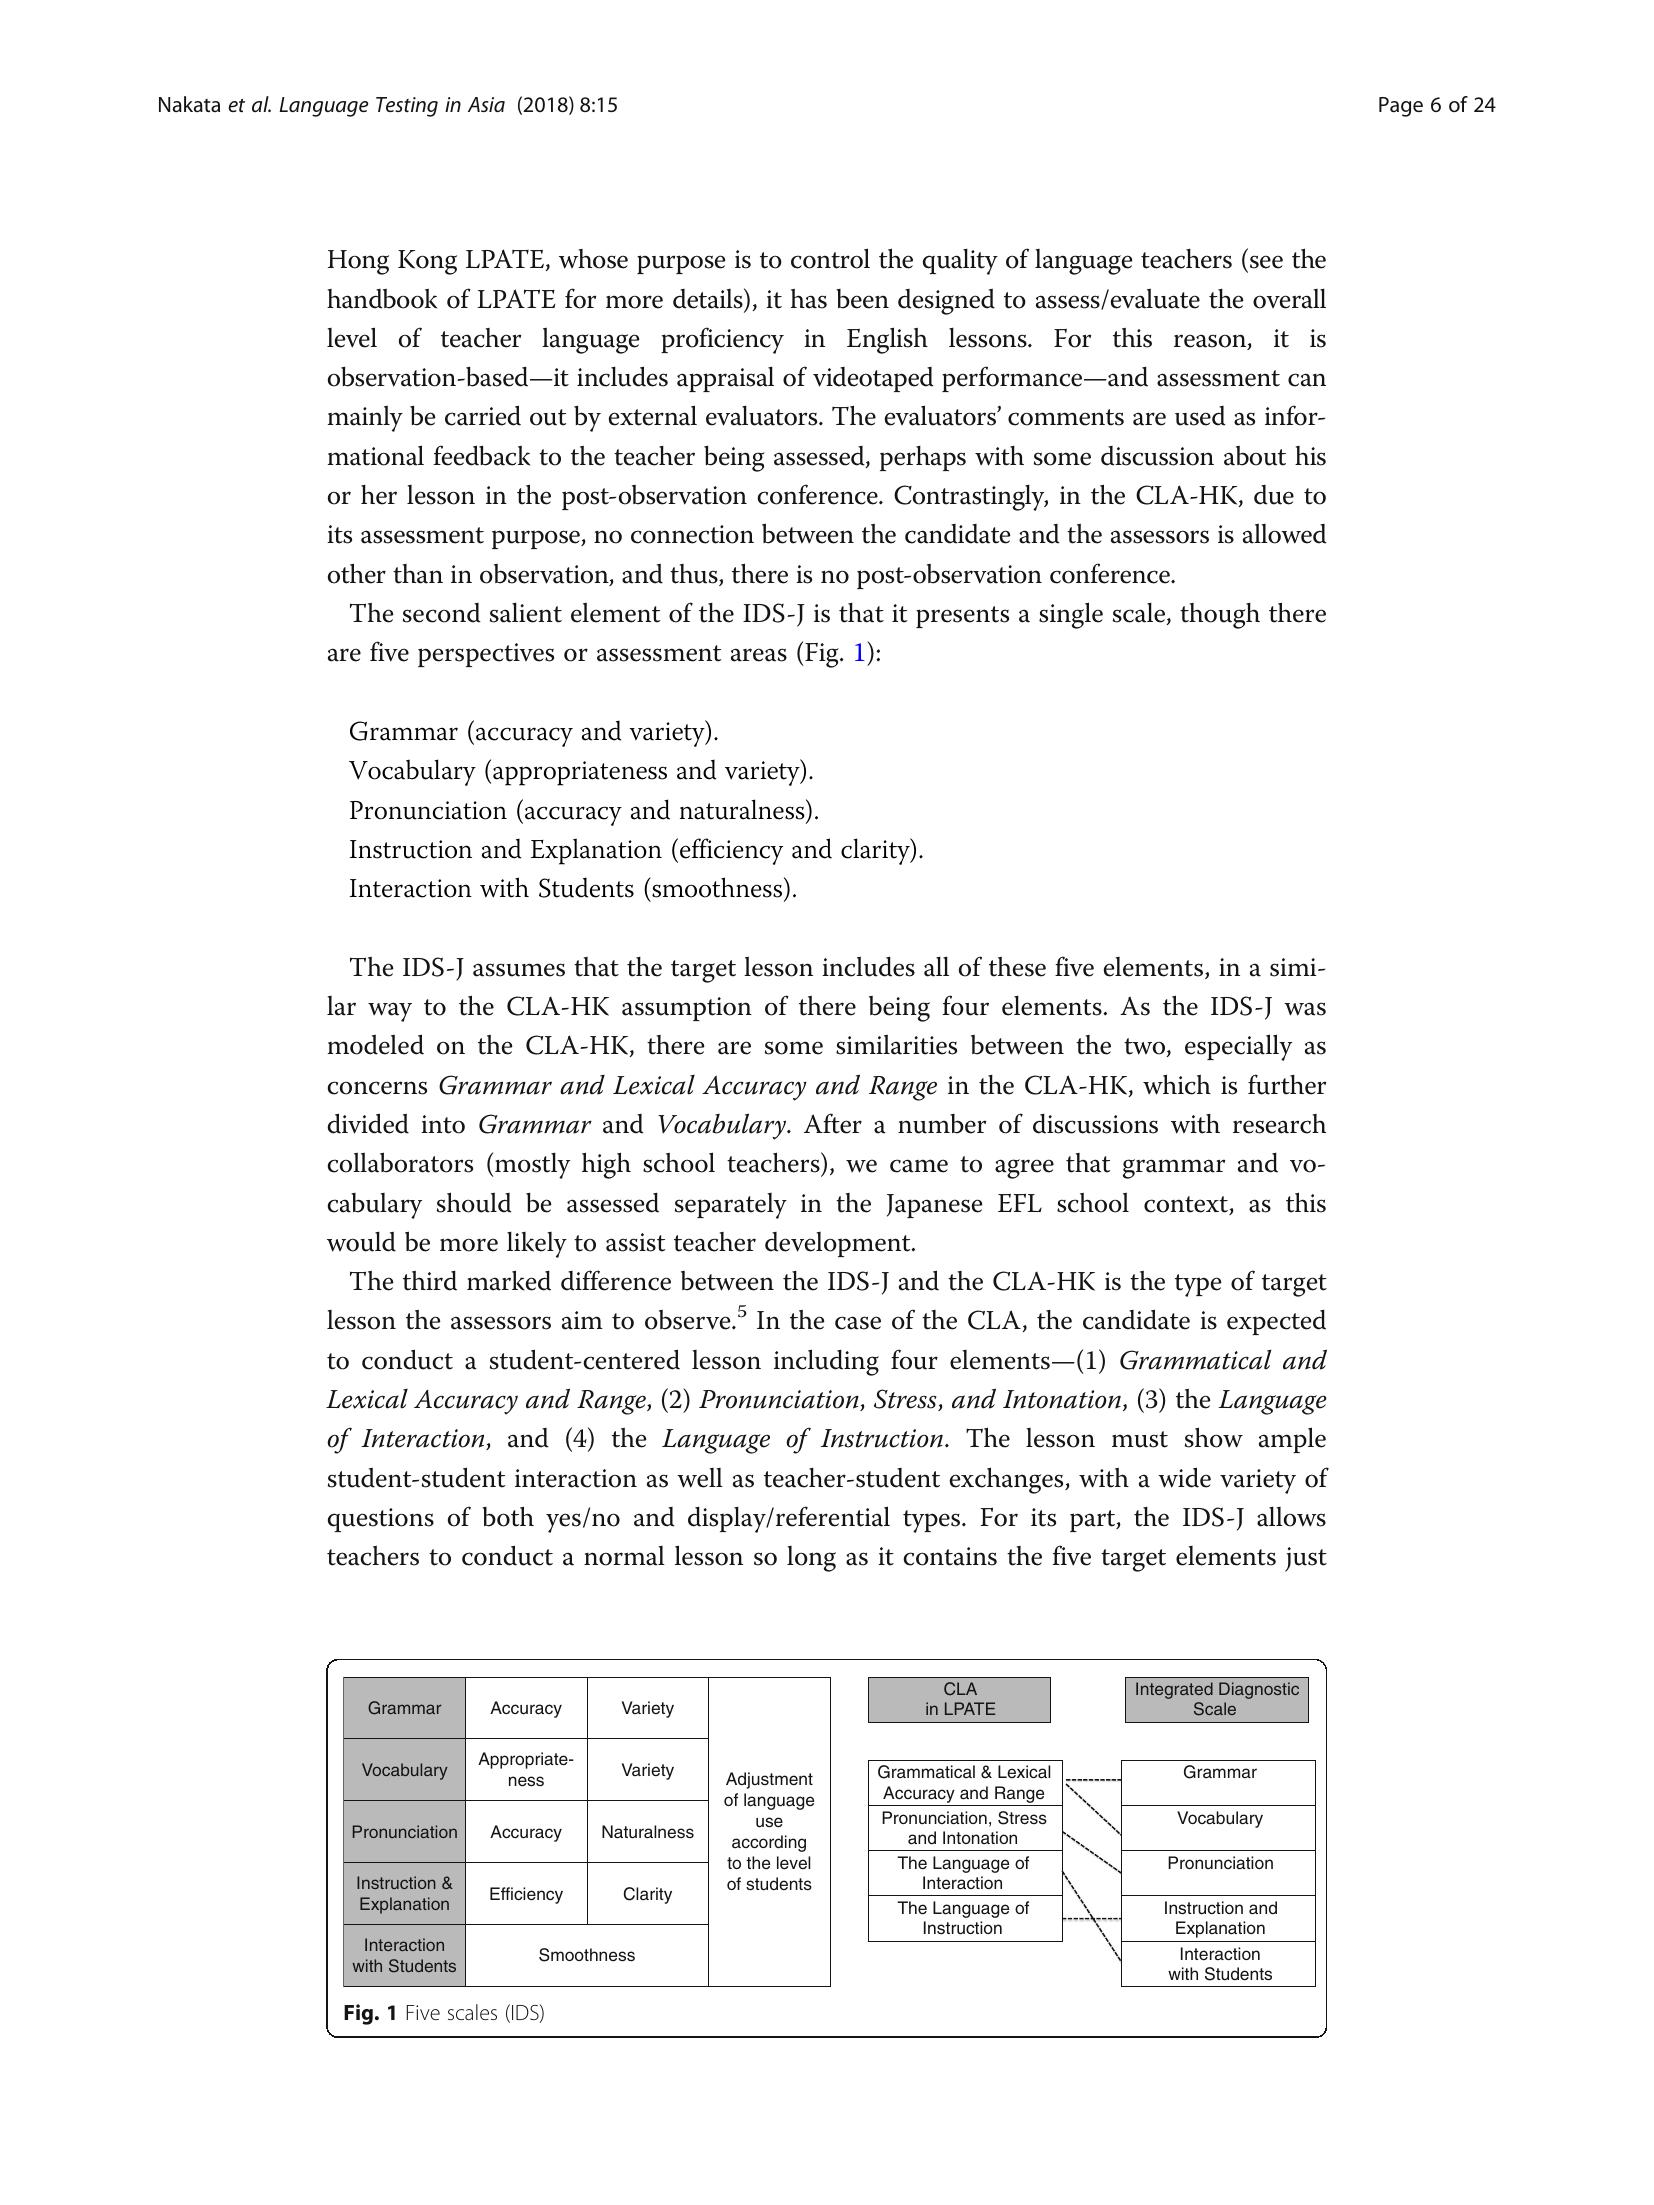 Nakata et al. Language Testing in Asia (2018) 8:15
Page 6 of 24
Hong Kong LPATE, whose purpose is to control the quality of language teachers (see the
handbook of LPATE for more details), it has been designed to assess/evaluate the overall
level of teacher language proficiency in English lessons. For this reason, it is
observation-based—it includes appraisal of videotaped performance—and assessment can
mainly be carried out by external evaluators. The evaluators’ comments are used as infor-
mational feedback to the teacher being assessed, perhaps with some discussion about his
or her lesson in the post-observation conference. Contrastingly, in the CLA-HK, due to
its assessment purpose, no connection between the candidate and the assessors is allowed
other than in observation, and thus, there is no post-observation conference.
The second salient element of the IDS-J is that it presents a single scale, though there
are five perspectives or assessment areas (Fig. 1):
Grammar (accuracy and variety).
Vocabulary (appropriateness and variety).
Pronunciation (accuracy and naturalness).
Instruction and Explanation (efficiency and clarity).
Interaction with Students (smoothness).
The IDS-J assumes that the target lesson includes all of these five elements, in a simi-
lar way to the CLA-HK assumption of there being four elements. As the IDS-J was
modeled on the CLA-HK, there are some similarities between the two, especially as
concerns Grammar and Lexical Accuracy and Range in the CLA-HK, which is further
divided into Grammar and Vocabulary. After a number of discussions with research
collaborators (mostly high school teachers), we came to agree that grammar and vo-
cabulary should be assessed separately in the Japanese EFL school context, as this
would be more likely to assist teacher development.
The third marked difference between the IDS-J and the CLA-HK is the type of target
lesson the assessors aim to observe.5 In the case of the CLA, the candidate is expected
to conduct a student-centered lesson including four elements—(1) Grammatical and
Lexical Accuracy and Range, (2) Pronunciation, Stress, and Intonation, (3) the Language
of Interaction, and (4) the Language of Instruction. The lesson must show ample
student-student interaction as well as teacher-student exchanges, with a wide variety of
questions of both yes/no and display/referential types. For its part, the IDS-J allows
teachers to conduct a normal lesson so long as it contains the five target elements just
Grammar
Accuracy
Variety
Vocabulary
Appropriate-
ness
Variety
Pronunciation
Accuracy
Naturalness
Instruction &
Explanation
Efficiency
Clarity
Interaction
with Students
Smoothness
Adjustment
of language
use
according
to the level
of students
CLA
in LPATE
Grammatical & Lexical
Accuracy and Range
Pronunciation, Stress
and Intonation
The Language of
Interaction
The Language of
Instruction
Integrated Diagnostic
Scale
Grammar
Vocabulary
Pronunciation
Instruction and
Explanation
Interaction
with Students
Fig. 1 Five scales (IDS)